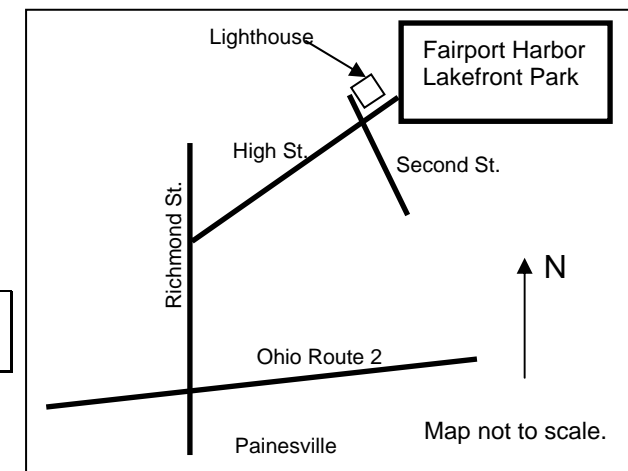 Lighthouse
Fairport Harbor
Lakefront Park
High St.
Second St.
Richmond St.
N
Ohio Route 2
Map not to scale.
Painesville